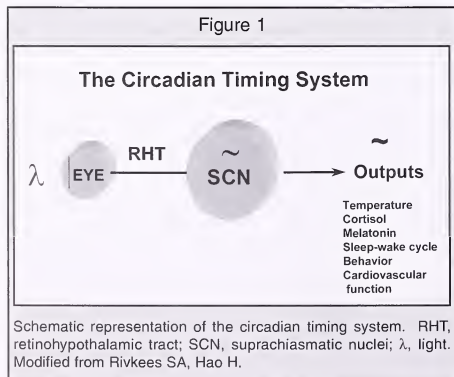 Figure 1
The Circadian Timing System
λ EYE RHT ~ SCN ~ Outputs
Temperature
Cortisol
Melatonin
Sleep-wake cycle
Behavior
Cardiovascular
function
Schematic representation of the circadian timing system. RHT,
retinohypothalamic tract; SCN, suprachiasmatic nuclei; λ, light.
Modified from Rivkees SA, Hao H.